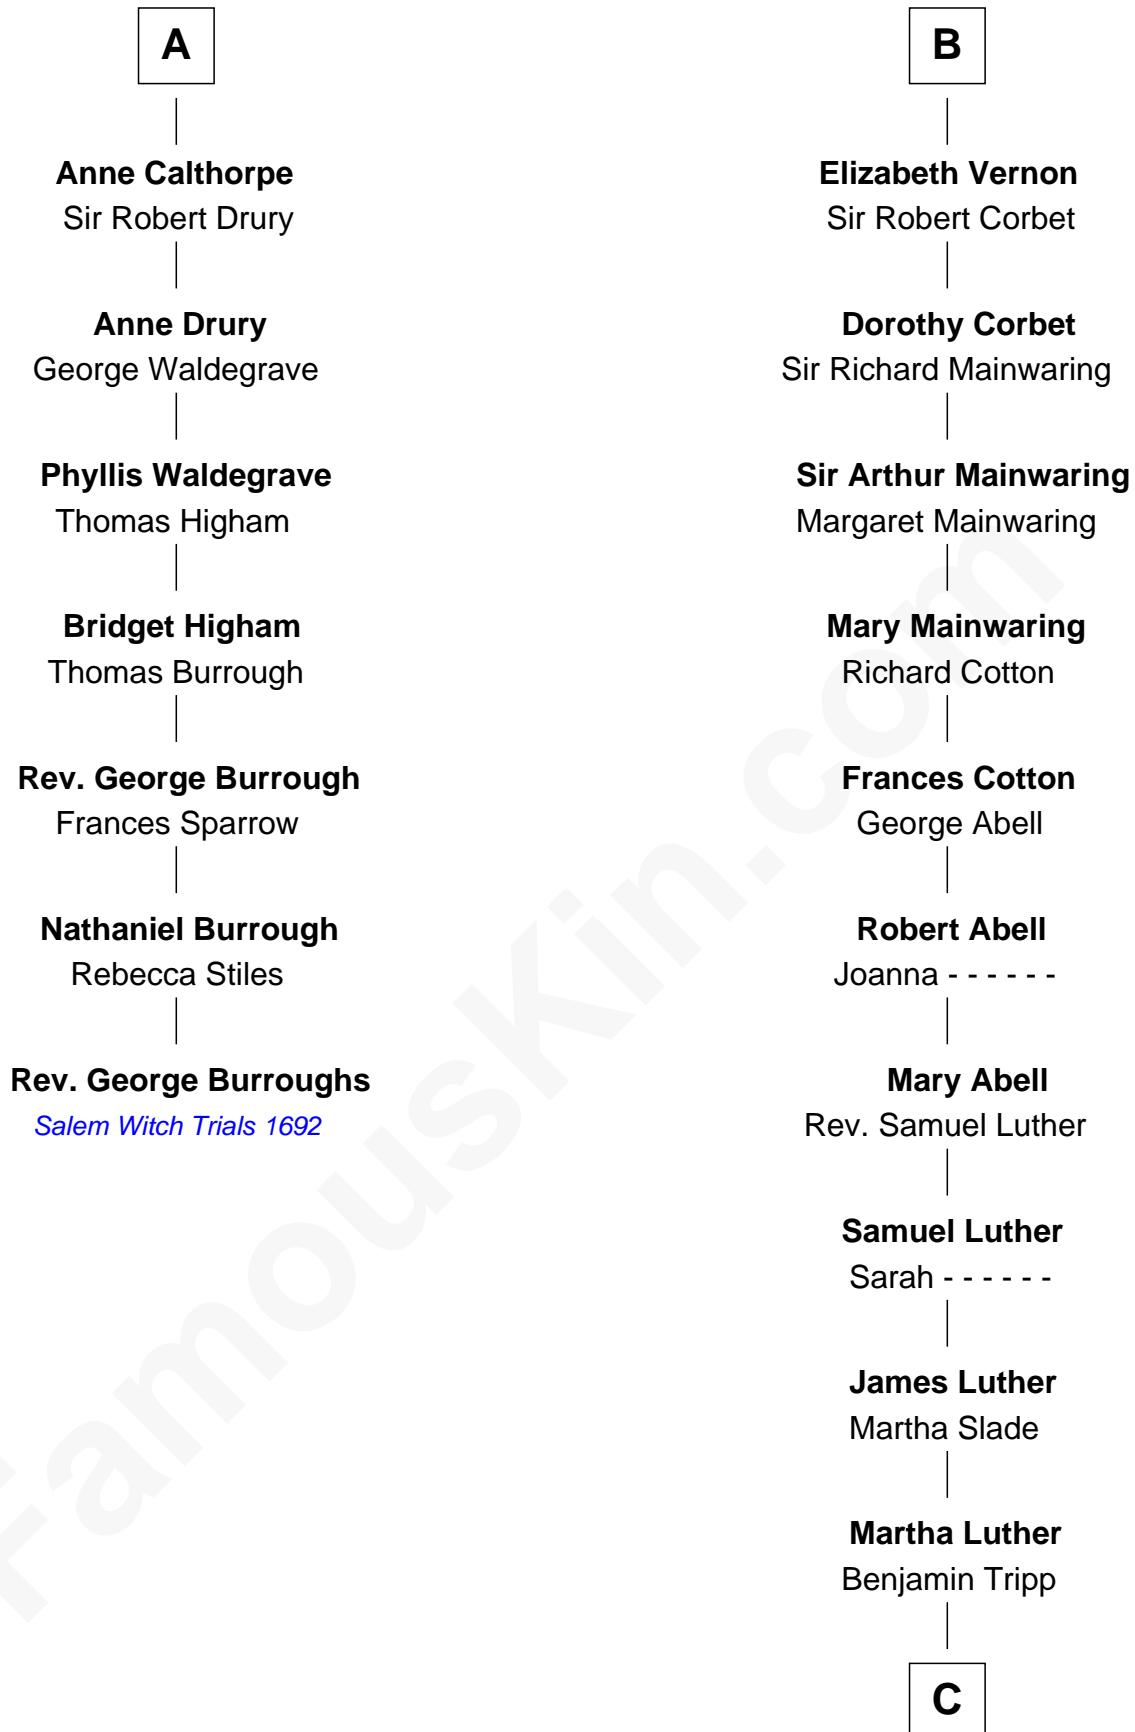 A
Anne Calthorpe
Sir Robert Drury
Anne Drury
George Waldegrave
Phyllis Waldegrave
Thomas Higham
Bridget Higham
Thomas Burrough
Rev. George Burrough
Frances Sparrow
Nathaniel Burrough
Rebecca Stiles
Rev. George Burroughs
Salem Witch Trials 1692
B
Elizabeth Vernon
Sir Robert Corbet
Dorothy Corbet
Sir Richard Mainwaring
Sir Arthur Mainwaring
Margaret Mainwaring
Mary Mainwaring
Richard Cotton
Frances Cotton
George Abell
Robert Abell
Joanna - - - - - -
Mary Abell
Rev. Samuel Luther
Samuel Luther
Sarah - - - - - -
James Luther
Martha Slade
Martha Luther
Benjamin Tripp
C
FamousKin.com